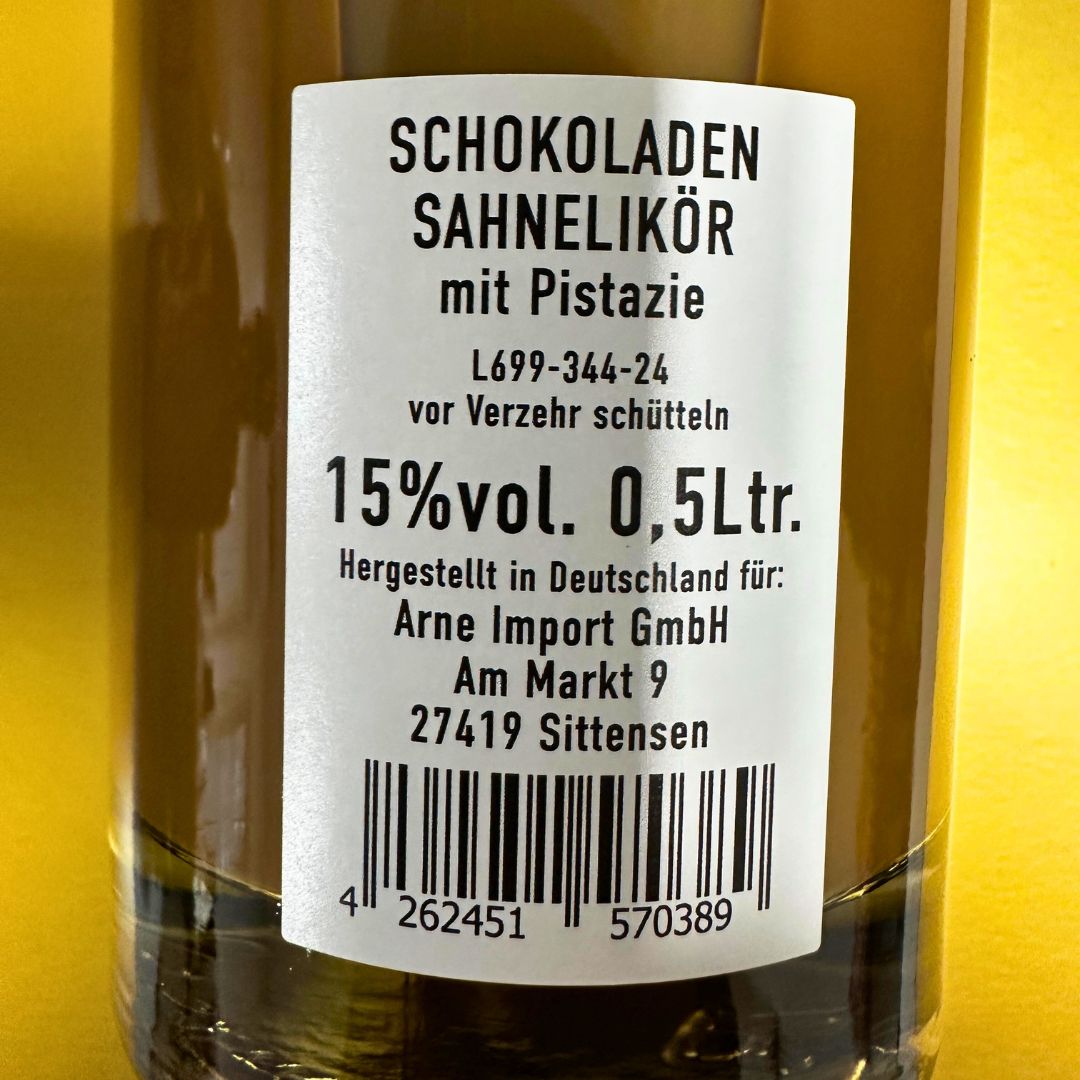 SCHOKOLADEN
SAHNELIKÖR
mit Pistazie
L699-344-24
vor Verzehr schütteln
15%vol. 0,5Ltr.
Hergestellt in Deutschland für:
Arne Import GmbH
Am Markt 9
27419 Sittensen
4 262451 570389